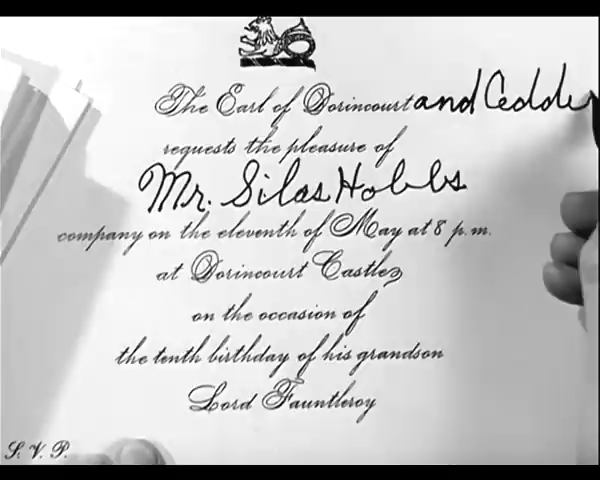 The Earl of Dorincourt and Cedde
requests the pleasure of
Mr. Silas Hobbs
company on the eleventh of May at 8 p.m.
at Dorincourt Castle,
on the occasion of
the tenth birthday of his grandson
Lord Fauntleroy
S. V. P.